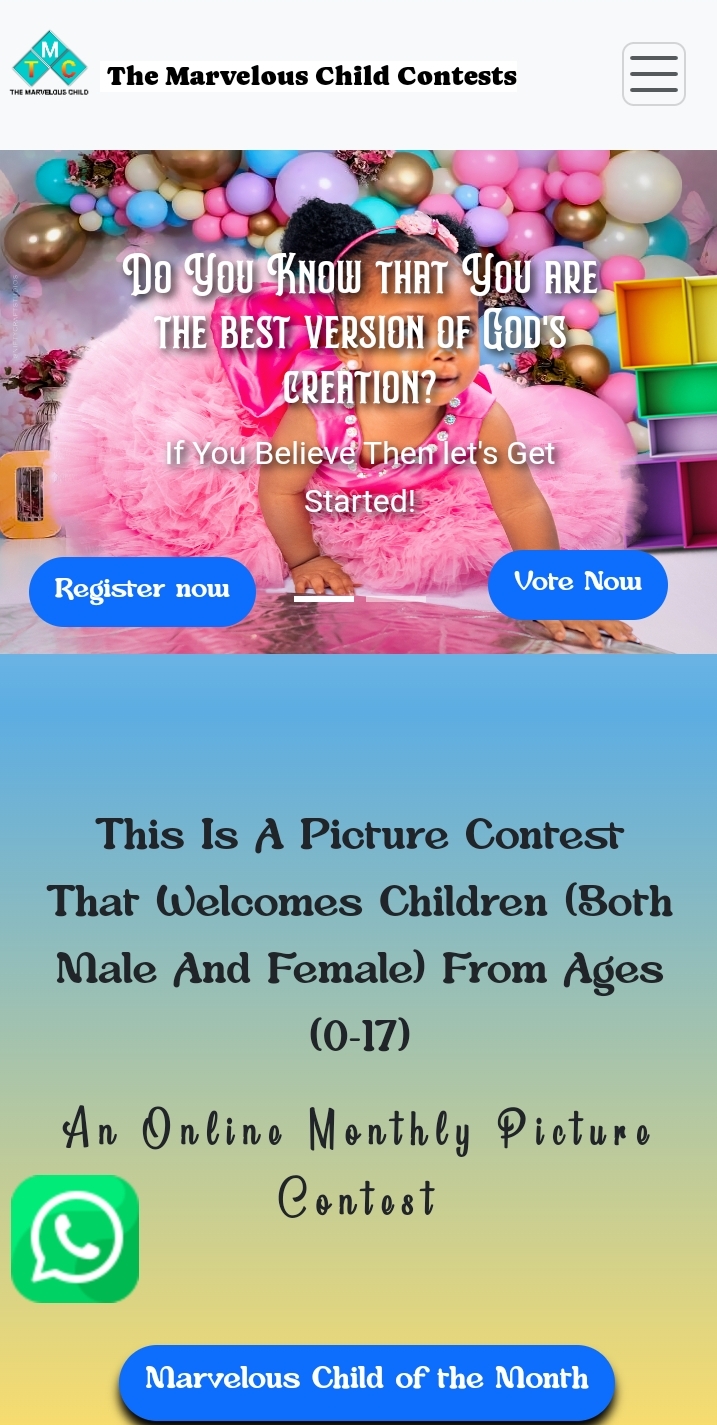 M
T C
THE MARVELOUS CHILD
The Marvelous Child Contests
Do You Know that You are
the best version of God's
creation?
If You Believe Then let's Get
Started!
Register now
Vote Now
This Is A Picture Contest
That Welcomes Children (Both
Male And Female) From Ages
(0-17)
An Online Monthly Picture
Contest
Marvelous Child of the Month